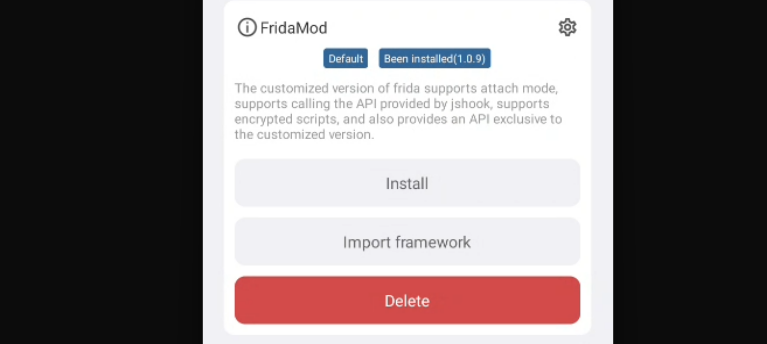 FridaMod
Default Been installed(1.0.9)
The customized version of frida supports attach mode,
supports calling the API provided by jshook, supports
encrypted scripts, and also provides an API exclusive to
the customized version.
Install
Import framework
Delete